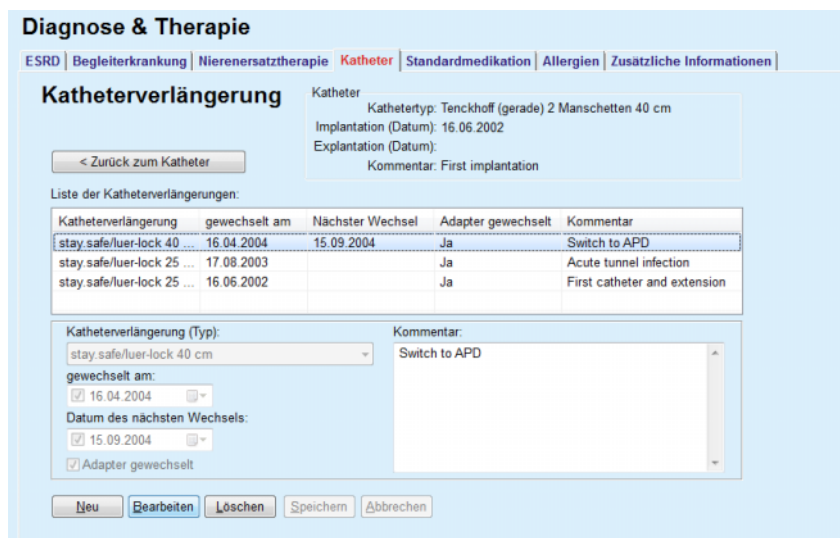 Diagnose & Therapie
ESRD Begleiterkrankung Nierenersatztherapie Katheter Standardmedikation Allergien Zusätzliche Informationen
Katheterverlängerung
Katheter
Kathetertyp: Tenckhoff (gerade) 2 Manschetten 40 cm
Implantation (Datum): 16.06.2002
Explantation (Datum):
Kommentar: First implantation
< Zurück zum Katheter
Liste der Katheterverlängerungen:
Katheterverlängerung gewechselt am Nächster Wechsel Adapter gewechselt Kommentar
stay.safe/luer-lock 40 ... 16.04.2004 15.09.2004 Ja Switch to APD
stay.safe/luer-lock 25 ... 17.08.2003 Ja Acute tunnel infection
stay.safe/luer-lock 25 ... 16.06.2002 Ja First catheter and extension
Katheterverlängerung (Typ):
stay.safe/luer-lock 40 cm
gewechselt am:
16.04.2004
Datum des nächsten Wechsels:
15.09.2004
Adapter gewechselt
Kommentar:
Switch to APD
Neu Bearbeiten Löschen Speichern Abbrechen